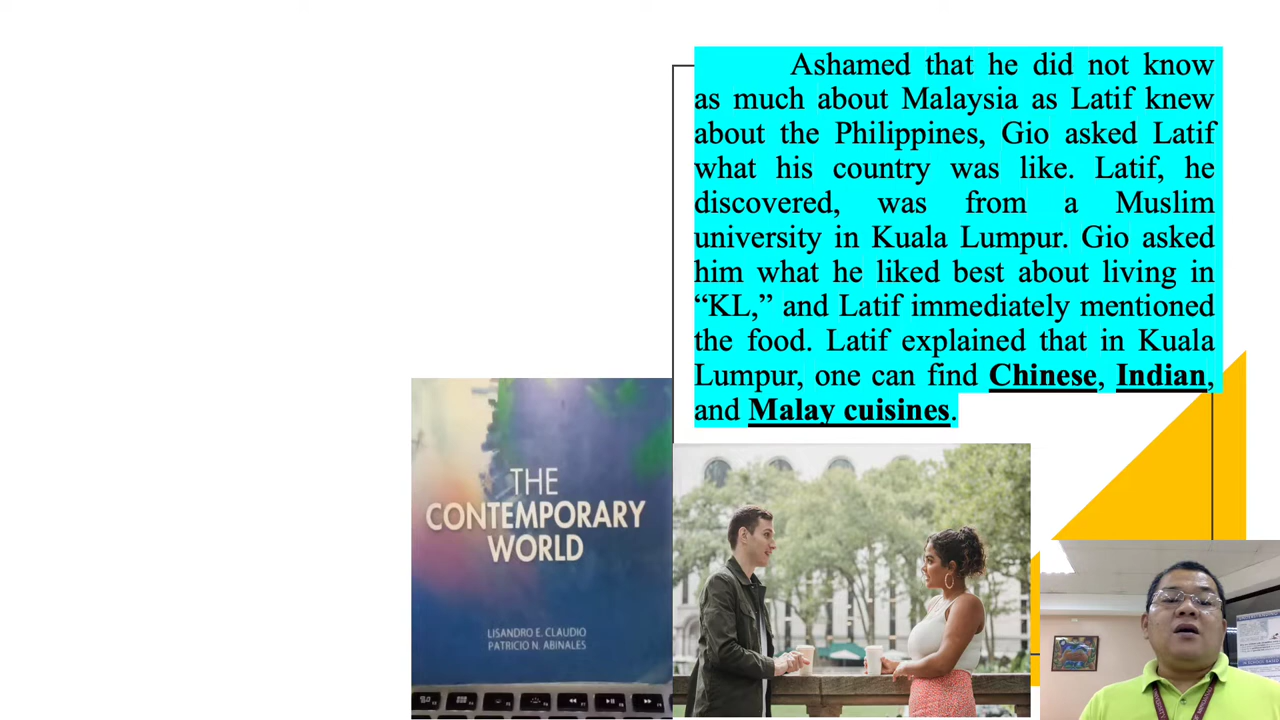 Ashamed that he did not know
as much about Malaysia as Latif knew
about the Philippines, Gio asked Latif
what his country was like. Latif, he
discovered, was from a Muslim
university in Kuala Lumpur. Gio asked
him what he liked best about living in
“KL,” and Latif immediately mentioned
the food. Latif explained that in Kuala
Lumpur, one can find Chinese, Indian,
and Malay cuisines.
THE
CONTEMPORARY
WORLD
LISANDRO E. CLAUDIO
PATRICIO N. ABINALES